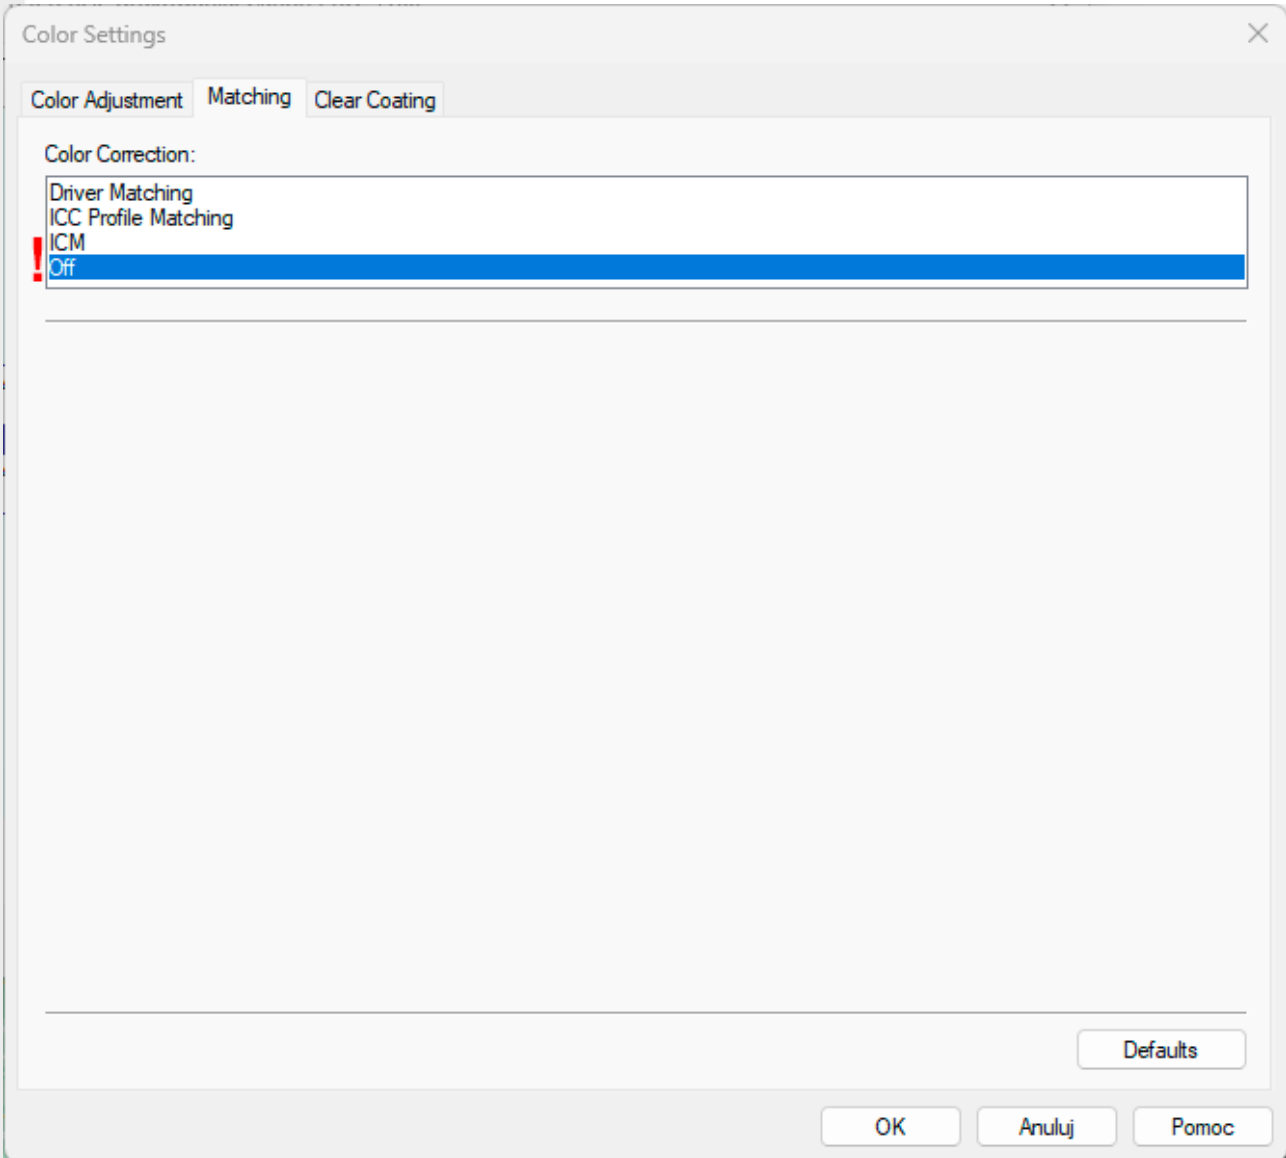 Color Settings
Color Adjustment Matching Clear Coating
Color Correction:
Driver Matching
ICC Profile Matching
ICM
!
Off
Defaults
OK Anuluj Pomoc